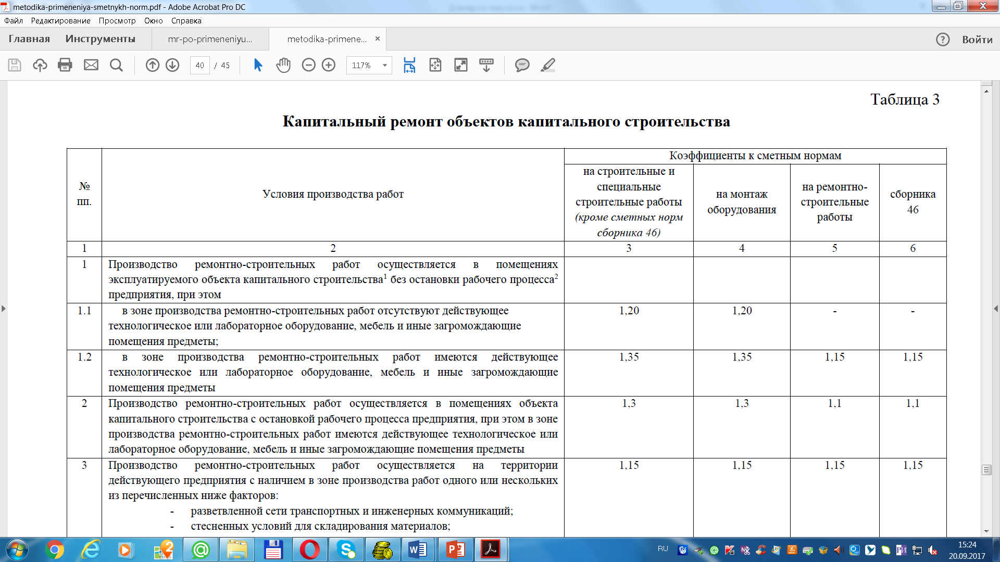 metodika-primeneniya-smetnykh-norm.pdf - Adobe Acrobat Pro DC
Файл Редактирование Просмотр Окно Справка
Главная Инструменты mr-po-primeneniyu... metodika-primene... × Войти
40 / 45 117%
Таблица 3
Капитальный ремонт объектов капитального строительства
№ пп.
Условия производства работ
Коэффициенты к сметным нормам
на строительные и
специальные
строительные работы
(кроме сметных норм
сборника 46)
на монтаж
оборудования
на ремонтно-
строительные
работы
сборника
46
1 2 3 4 5 6
1 Производство ремонтно-строительных работ осуществляется в помещениях
эксплуатируемого объекта капитального строительства¹ без остановки рабочего процесса²
предприятия, при этом
1.1 в зоне производства ремонтно-строительных работ отсутствуют действующее 1,20 1,20 - -
технологическое или лабораторное оборудование, мебель и иные загромождающие
помещения предметы;
1.2 в зоне производства ремонтно-строительных работ имеются действующее 1,35 1,35 1,15 1,15
технологическое или лабораторное оборудование, мебель и иные загромождающие
помещения предметы
2 Производство ремонтно-строительных работ осуществляется в помещениях объекта 1,3 1,3 1,1 1,1
капитального строительства с остановкой рабочего процесса предприятия, при этом в зоне
производства ремонтно-строительных работ имеются действующее технологическое или
лабораторное оборудование, мебель и иные загромождающие помещения предметы
3 Производство ремонтно-строительных работ осуществляется на территории 1,15 1,15 1,15 1,15
действующего предприятия с наличием в зоне производства работ одного или нескольких
из перечисленных ниже факторов:
- разветвленной сети транспортных и инженерных коммуникаций;
- стесненных условий для складирования материалов;
RU 15:24
20.09.2017